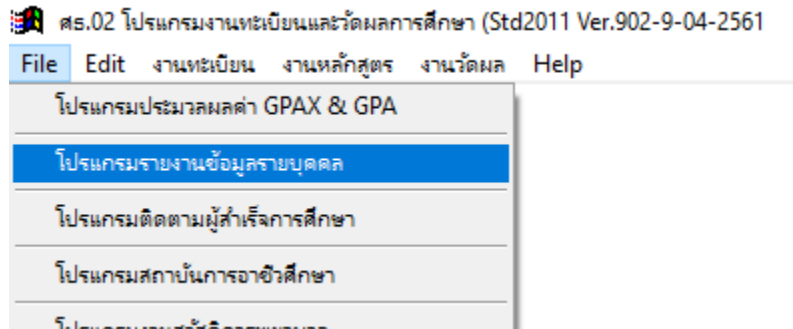 ศธ.02 โปรแกรมงานทะเบียนและวัดผลการศึกษา (Std2011 Ver.902-9-04-2561
File Edit งานทะเบียน งานหลักสูตร งานวัดผล Help
โปรแกรมประมวลผลค่า GPAX & GPA
โปรแกรมรายงานข้อมูลรายบุคคล
โปรแกรมติดตามผู้สำเร็จการศึกษา
โปรแกรมสถาบันการอาชีวศึกษา